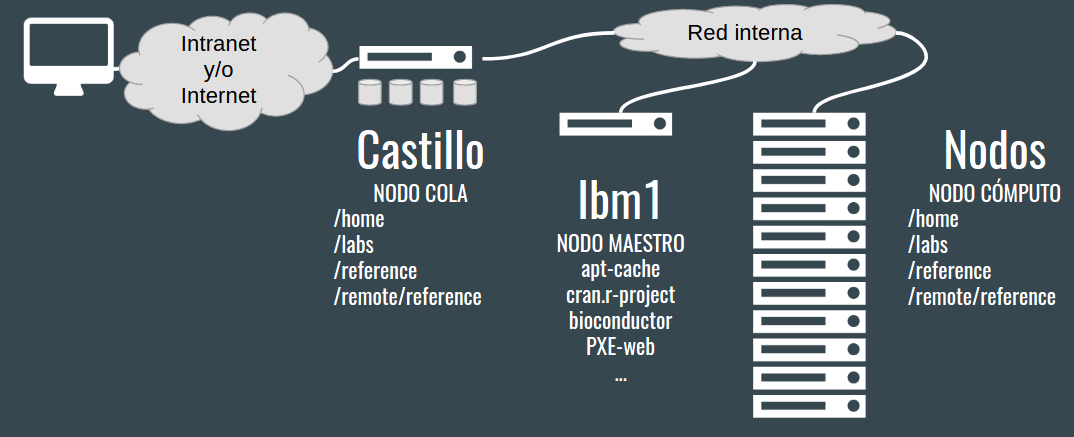 Intranet
y/o
Internet
Red interna
Castillo
NODO COLA
/home
/labs
/reference
/remote/reference
lbm1
NODO MAESTRO
apt-cache
cran.r-project
bioconductor
PXE-web
...
Nodos
NODO CÓMPUTO
/home
/labs
/reference
/remote/reference